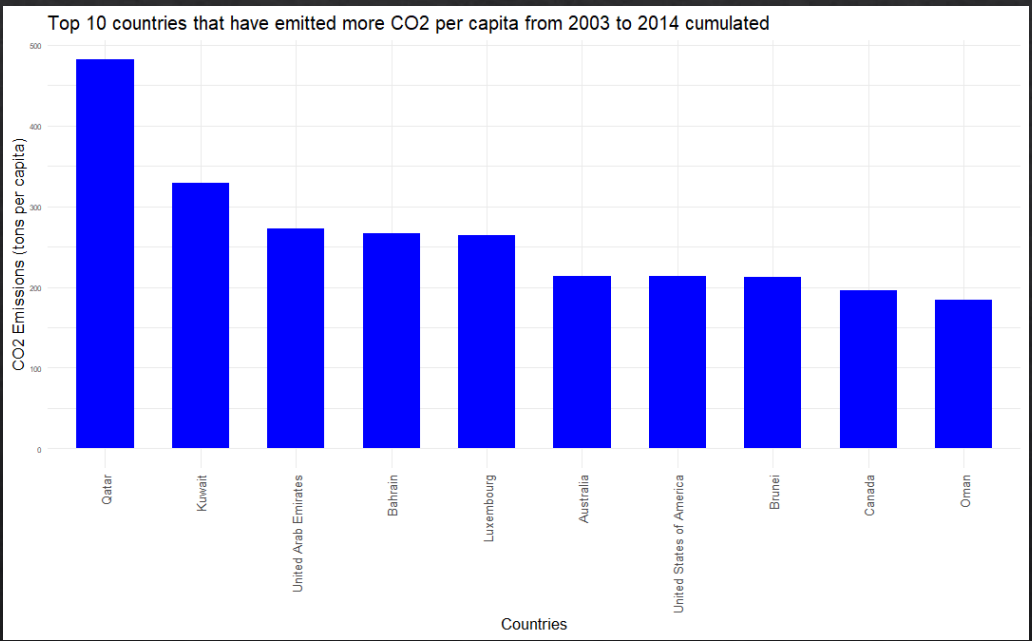 Top 10 countries that have emitted more CO2 per capita from 2003 to 2014 cumulated
CO2 Emissions (tons per capita)
500
400
300
200
100
0
Qatar
Kuwait
United Arab Emirates
Bahrain
Luxembourg
Australia
United States of America
Brunei
Canada
Oman
Countries